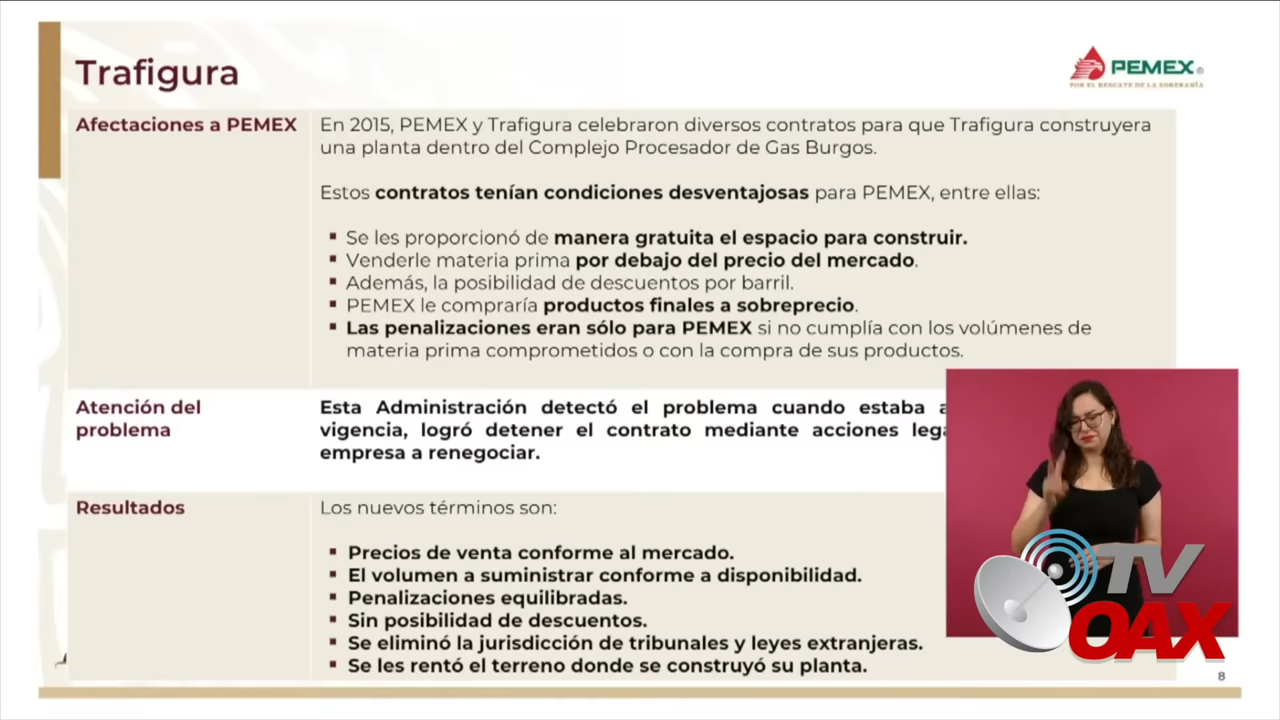 Trafigura
PEMEX®
POR EL RESCATE DE LA SOBERANÍA
Afectaciones a PEMEX
En 2015, PEMEX y Trafigura celebraron diversos contratos para que Trafigura construyera
una planta dentro del Complejo Procesador de Gas Burgos.
Estos contratos tenían condiciones desventajosas para PEMEX, entre ellas:
▪ Se les proporcionó de manera gratuita el espacio para construir.
▪ Venderle materia prima por debajo del precio del mercado.
▪ Además, la posibilidad de descuentos por barril.
▪ PEMEX le compraría productos finales a sobreprecio.
▪ Las penalizaciones eran sólo para PEMEX si no cumplía con los volúmenes de
materia prima comprometidos o con la compra de sus productos.
Atención del
problema
Esta Administración detectó el problema cuando estaba
vigencia, logró detener el contrato mediante acciones
empresa a renegociar.
Resultados
Los nuevos términos son:
▪ Precios de venta conforme al mercado.
▪ El volumen a suministrar conforme a disponibilidad.
▪ Penalizaciones equilibradas.
▪ Sin posibilidad de descuentos.
▪ Se eliminó la jurisdicción de tribunales y leyes extranjeras.
▪ Se les rentó el terreno donde se construyó su planta.
TV
OAX
8